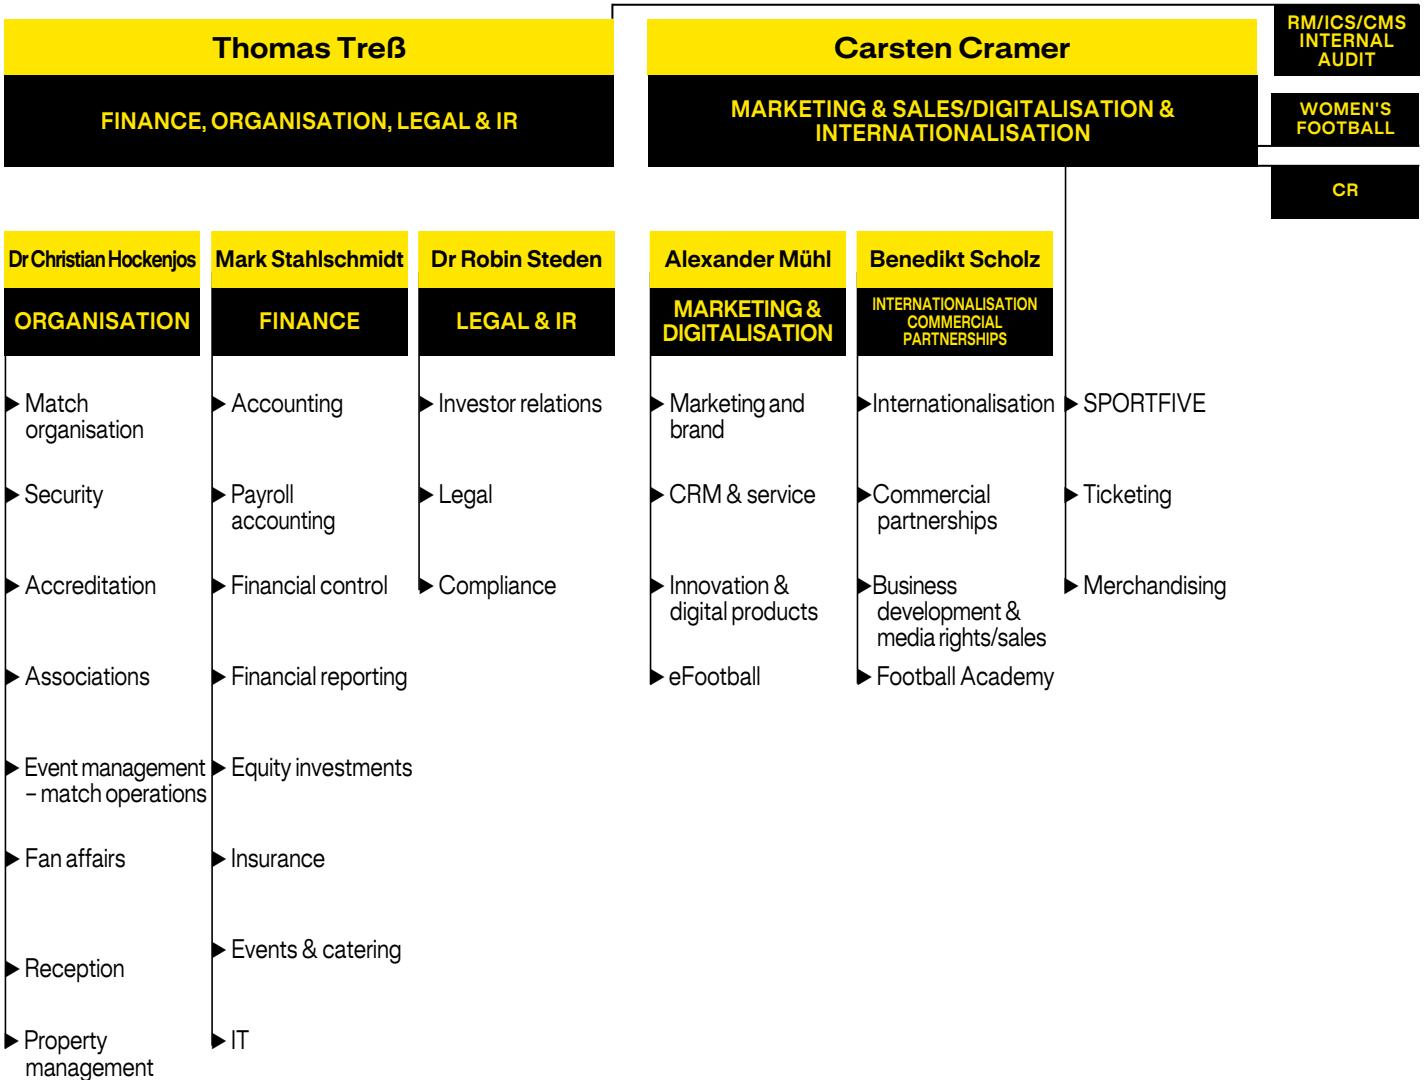 Thomas Treß
FINANCE, ORGANISATION, LEGAL & IR
Carsten Cramer
MARKETING & SALES/DIGITALISATION &
INTERNATIONALISATION
RM/ICS/CMS
INTERNAL
AUDIT
WOMEN'S
FOOTBALL
CR
Dr Christian Hockenjos
ORGANISATION
Match
organisation
Security
Accreditation
Associations
Event management
– match operations
Fan affairs
Reception
Property
management
Mark Stahlschmidt
FINANCE
Accounting
Payroll
accounting
Financial control
Financial reporting
Equity investments
Insurance
Events & catering
IT
Dr Robin Steden
LEGAL & IR
Investor relations
Legal
Compliance
Alexander Mühl
MARKETING &
DIGITALISATION
Marketing and
brand
CRM & service
Innovation &
digital products
eFootball
Benedikt Scholz
INTERNATIONALISATION
COMMERCIAL
PARTNERSHIPS
Internationalisation
Commercial
partnerships
Business
development &
media rights/sales
Football Academy
SPORTFIVE
Ticketing
Merchandising